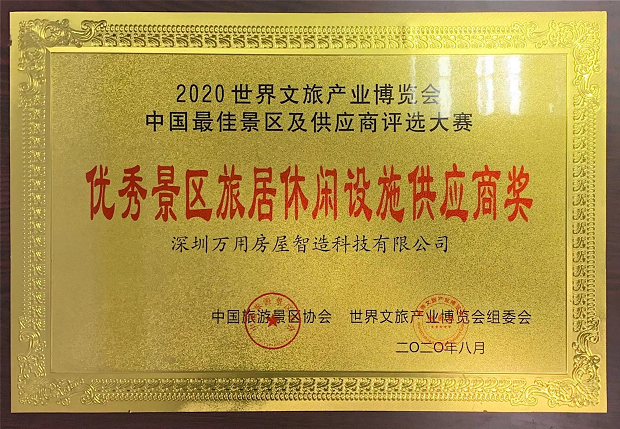 2020世界文旅产业博览会
中国最佳景区及供应商评选大赛
优秀景区旅居休闲设施供应商奖
深圳万用房屋智造科技有限公司
中国旅游景区协会 世界文旅产业博览会组委会
二〇二〇年八月